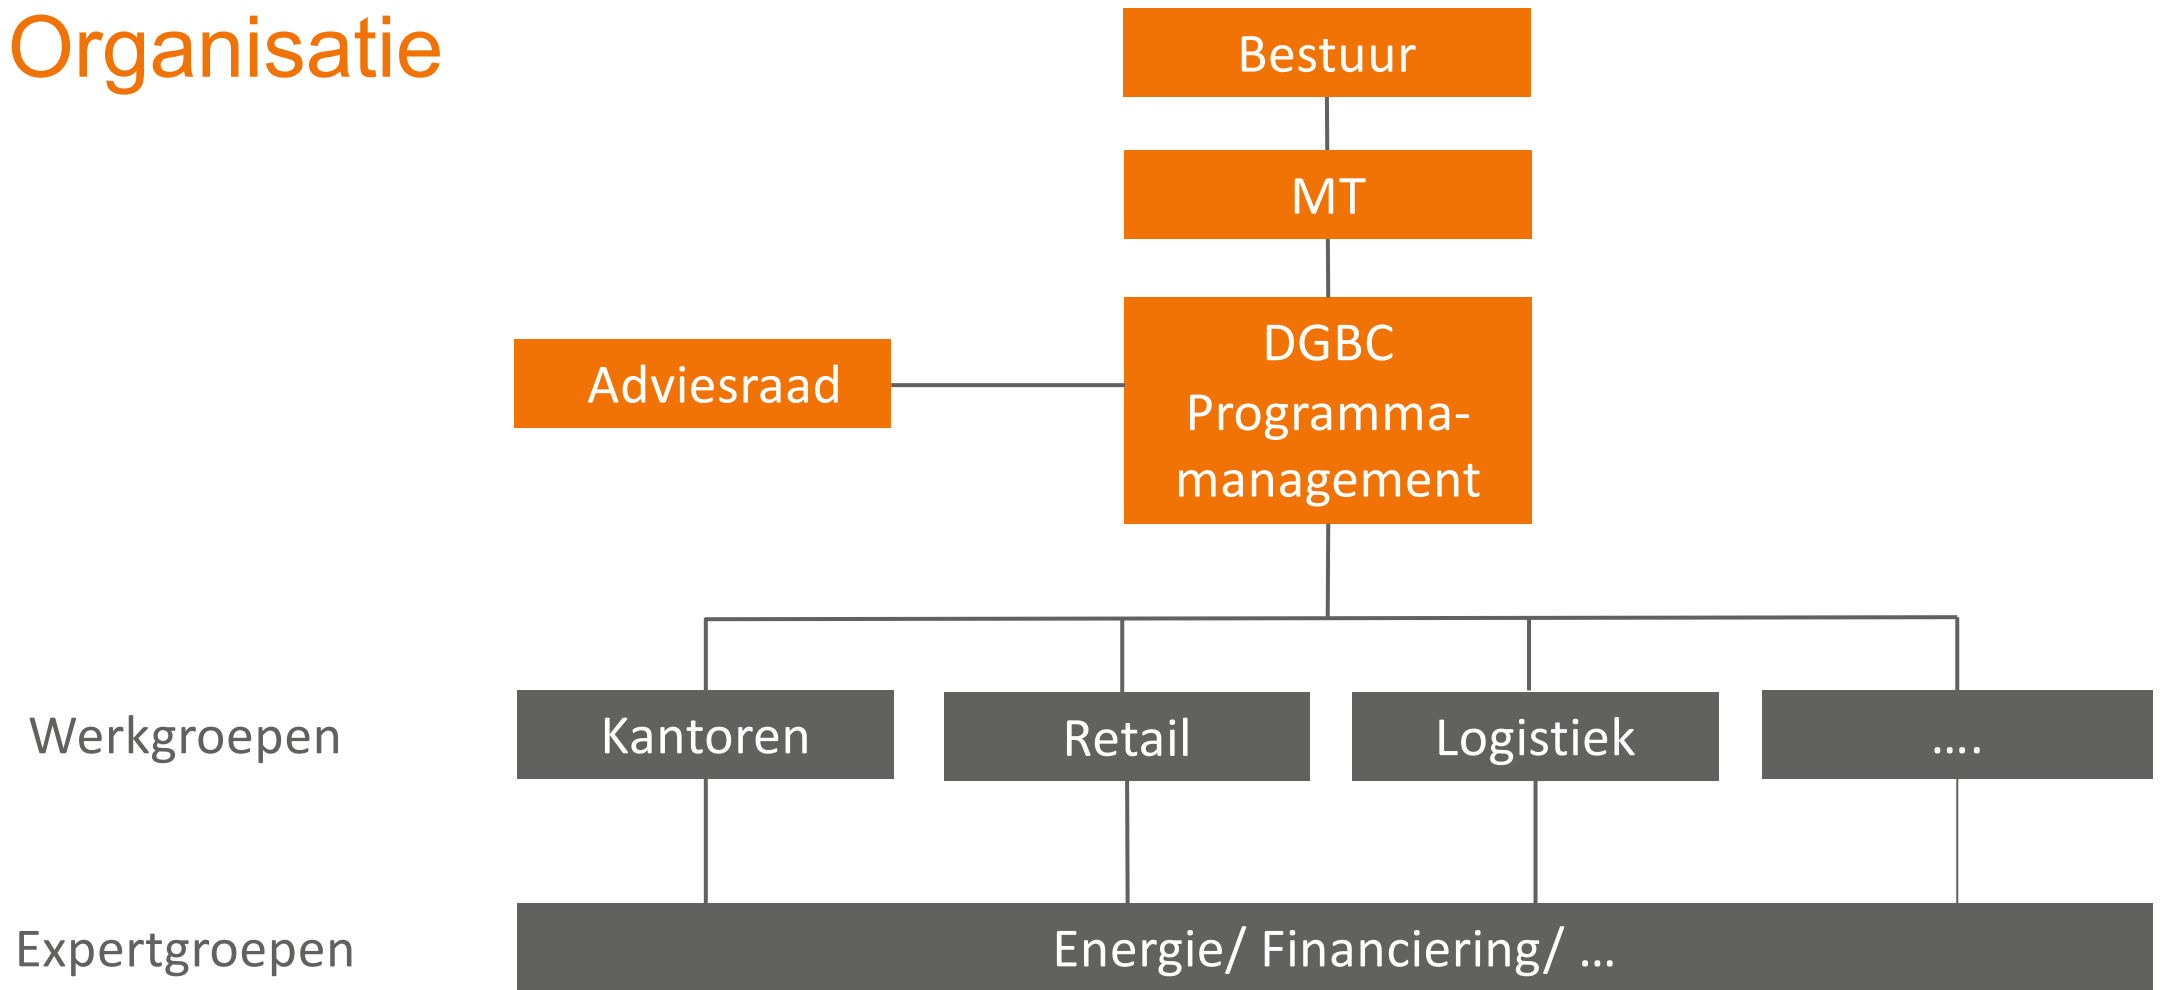 Organisatie
Bestuur
MT
DGBC
Programma-
management
Adviesraad
Werkgroepen
Kantoren
Retail
Logistiek
....
Expertgroepen
Energie/ Financiering/ ...